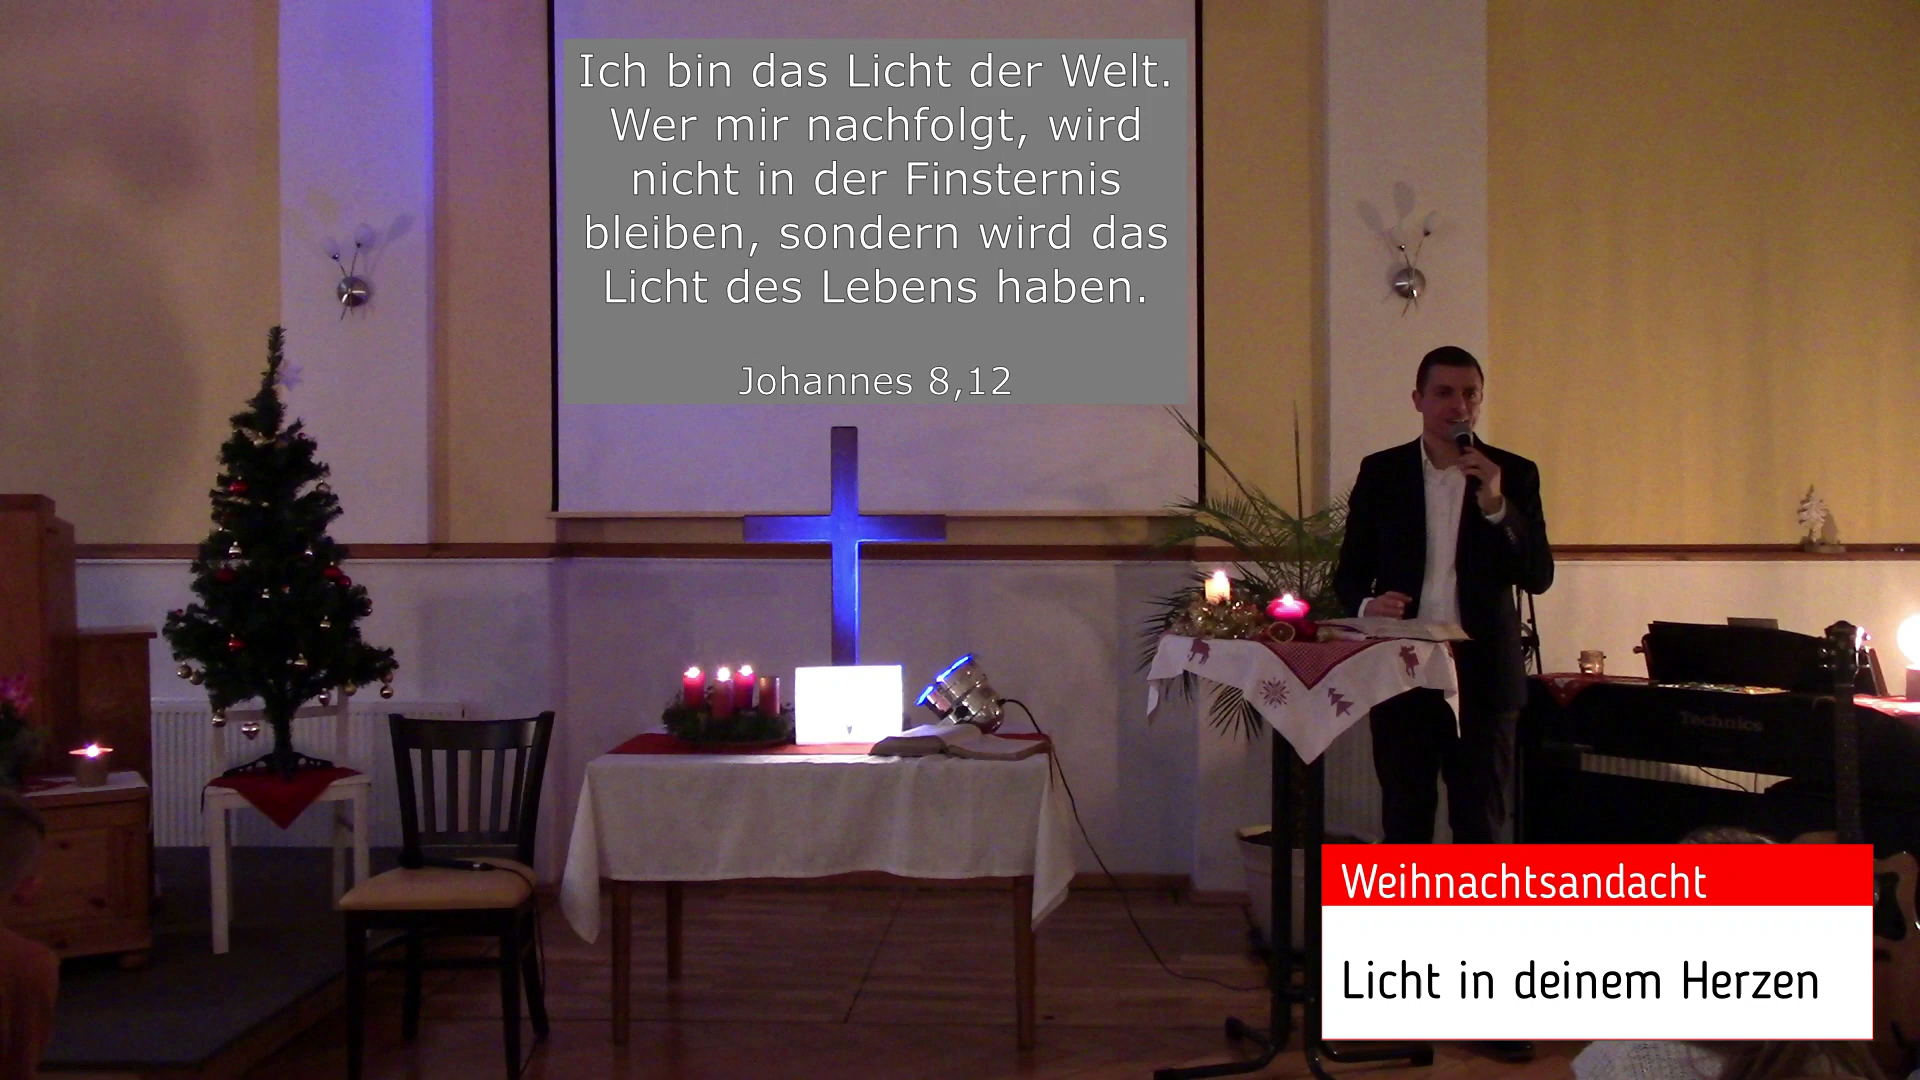 Ich bin das Licht der Welt.
Wer mir nachfolgt, wird
nicht in der Finsternis
bleiben, sondern wird das
Licht des Lebens haben.
Johannes 8,12
Technics
Weihnachtsandacht
Licht in deinem Herzen